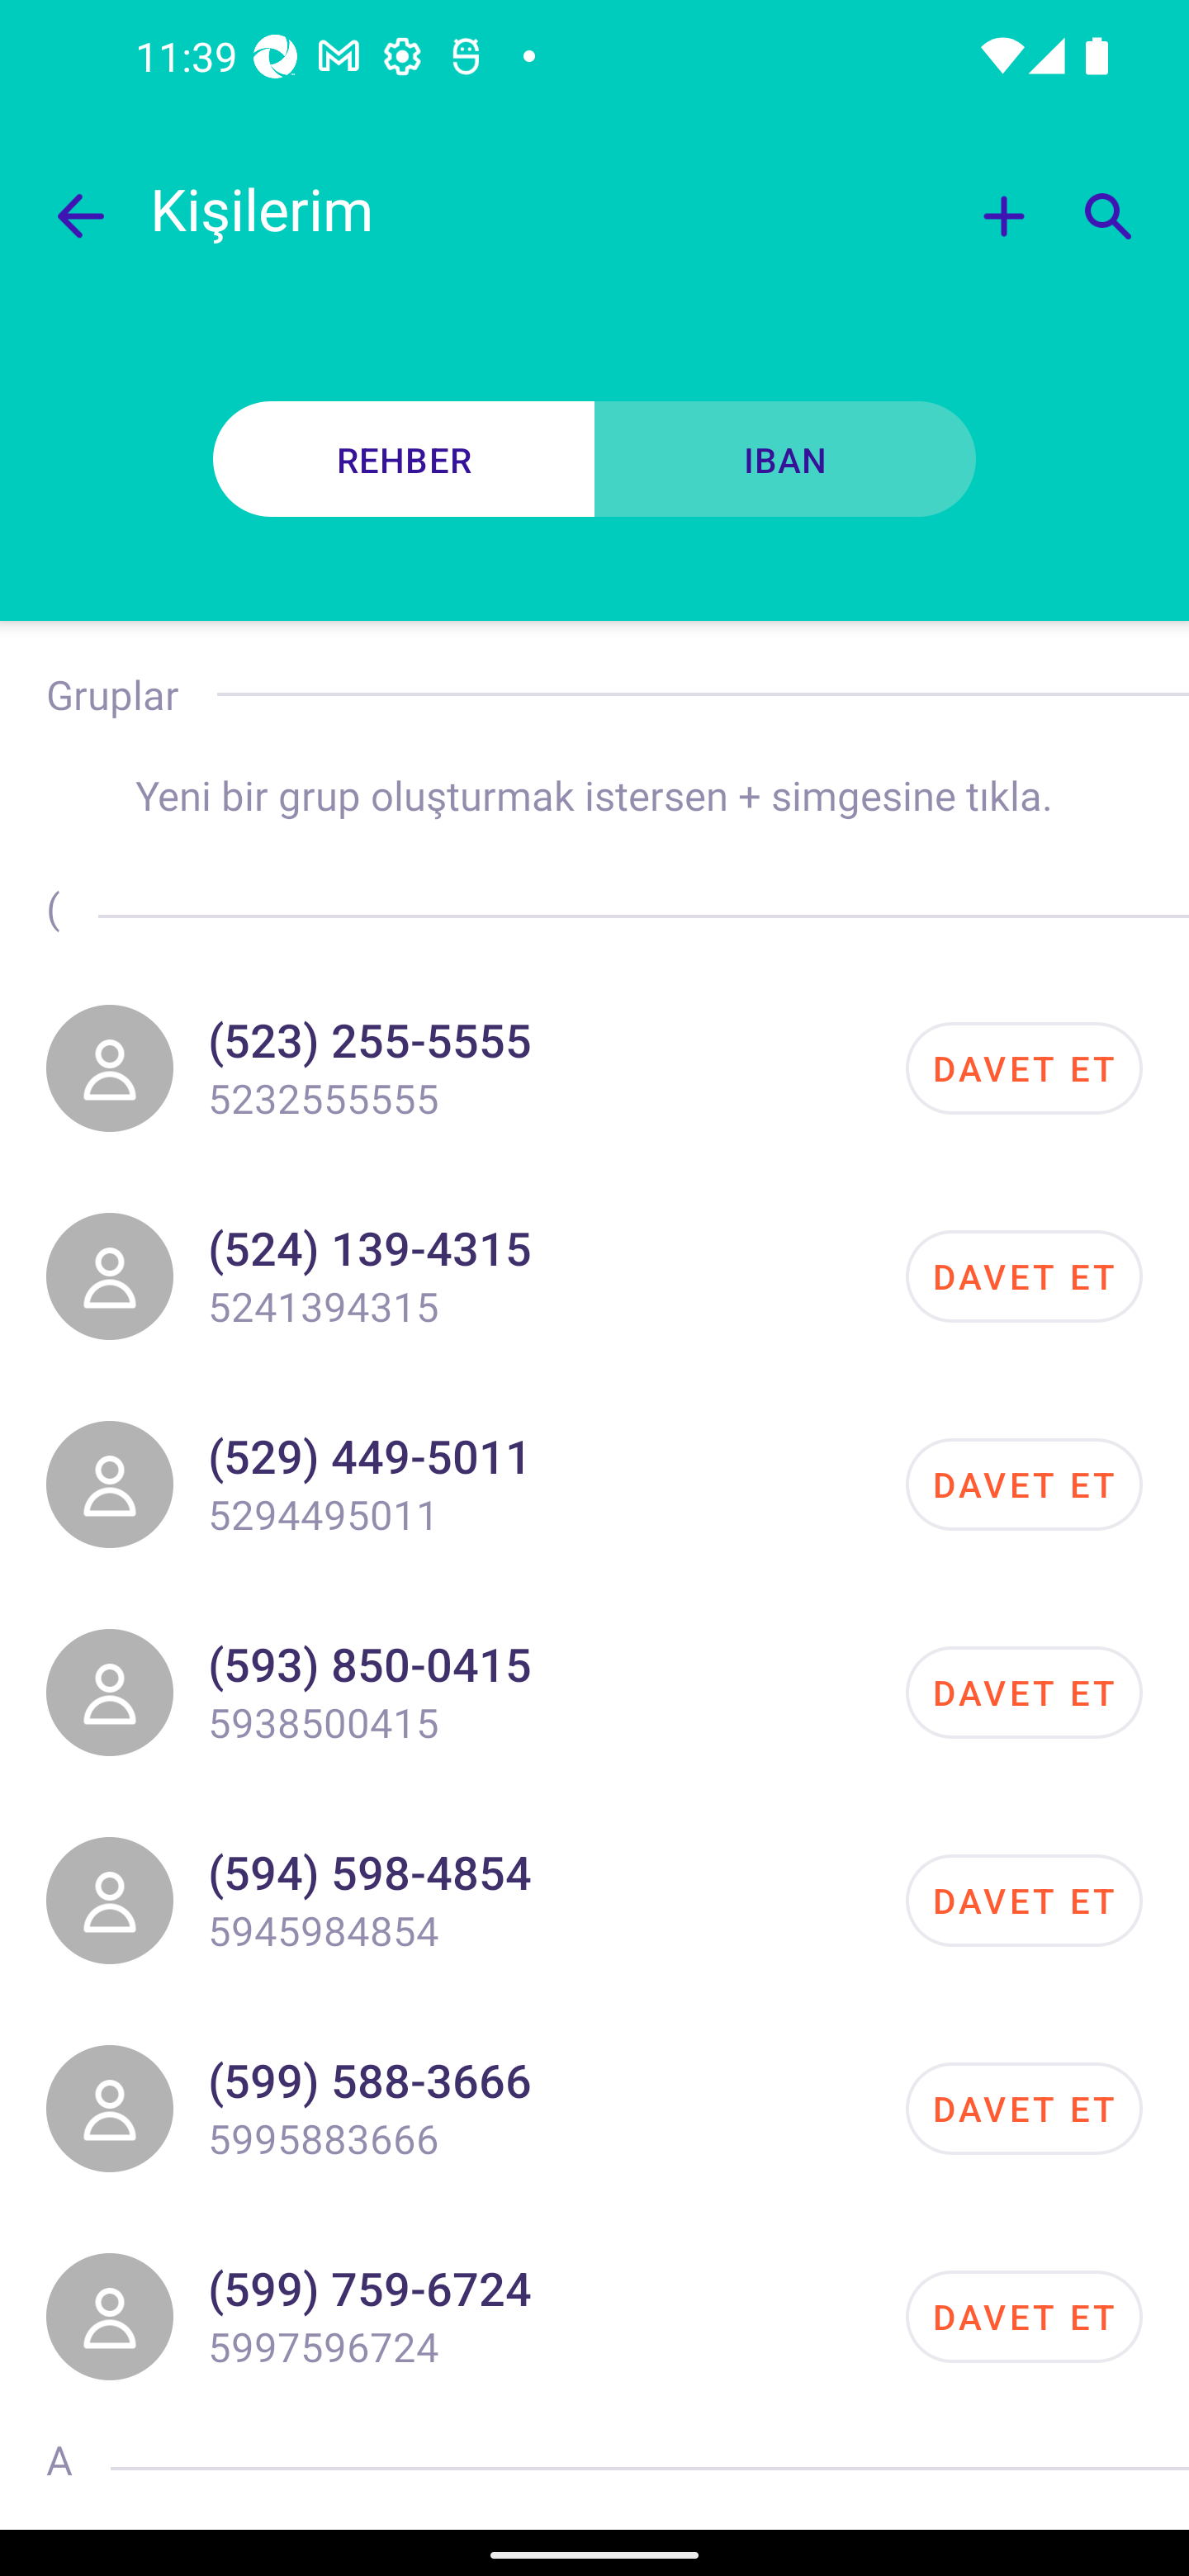 11:39
Kişilerim
REHBER
IBAN
Gruplar
Yeni bir grup oluşturmak istersen + simgesine tıkla.
(
(523) 255-5555
5232555555
DAVET ET
(524) 139-4315
5241394315
DAVET ET
(529) 449-5011
5294495011
DAVET ET
(593) 850-0415
5938500415
DAVET ET
(594) 598-4854
5945984854
DAVET ET
(599) 588-3666
5995883666
DAVET ET
(599) 759-6724
5997596724
DAVET ET
A